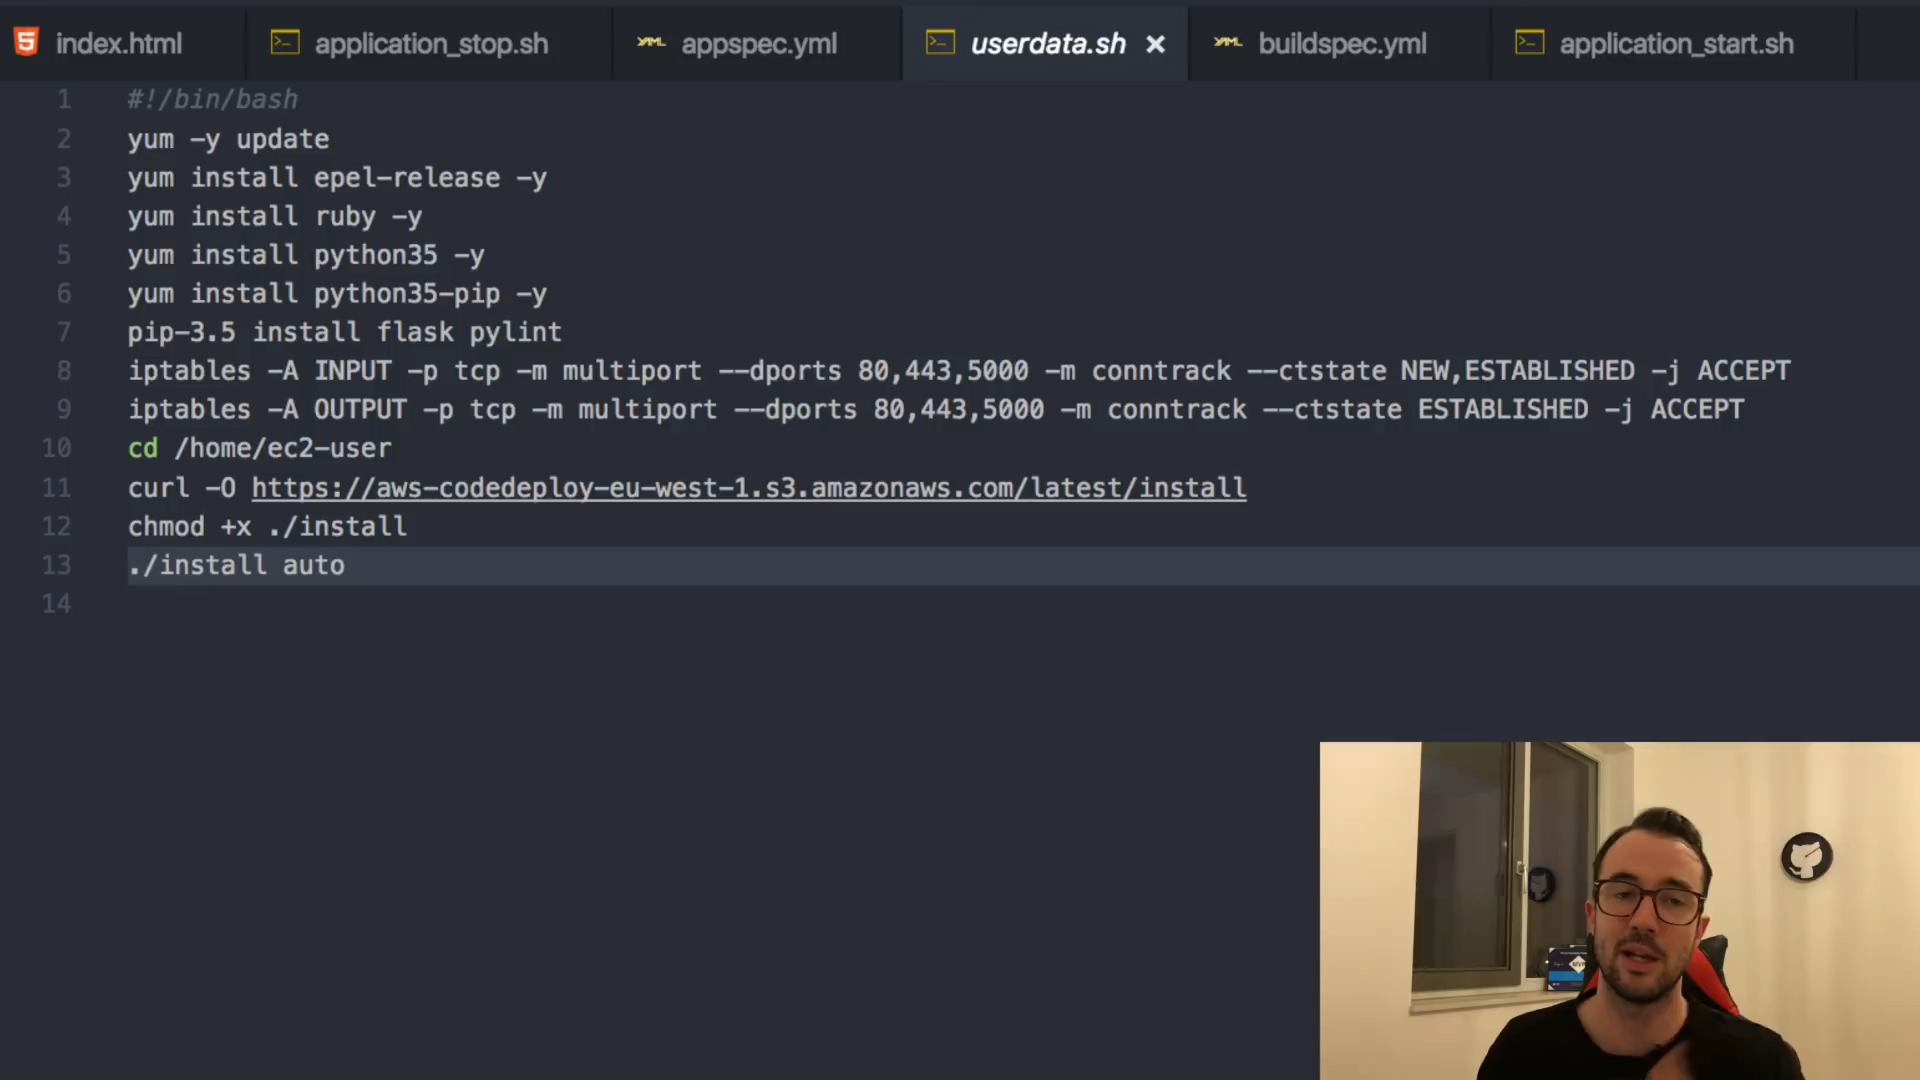 index.html
application_stop.sh
appspec.yml
userdata.sh
buildspec.yml
application_start.sh
1 #!/bin/bash
2 yum -y update
3 yum install epel-release -y
4 yum install ruby -y
5 yum install python35 -y
6 yum install python35-pip -y
7 pip-3.5 install flask pylint
8 iptables -A INPUT -p tcp -m multiport --dports 80,443,5000 -m conntrack --ctstate NEW,ESTABLISHED -j ACCEPT
9 iptables -A OUTPUT -p tcp -m multiport --dports 80,443,5000 -m conntrack --ctstate ESTABLISHED -j ACCEPT
10 cd /home/ec2-user
11 curl -O https://aws-codedeploy-eu-west-1.s3.amazonaws.com/latest/install
12 chmod +x ./install
13 ./install auto
14